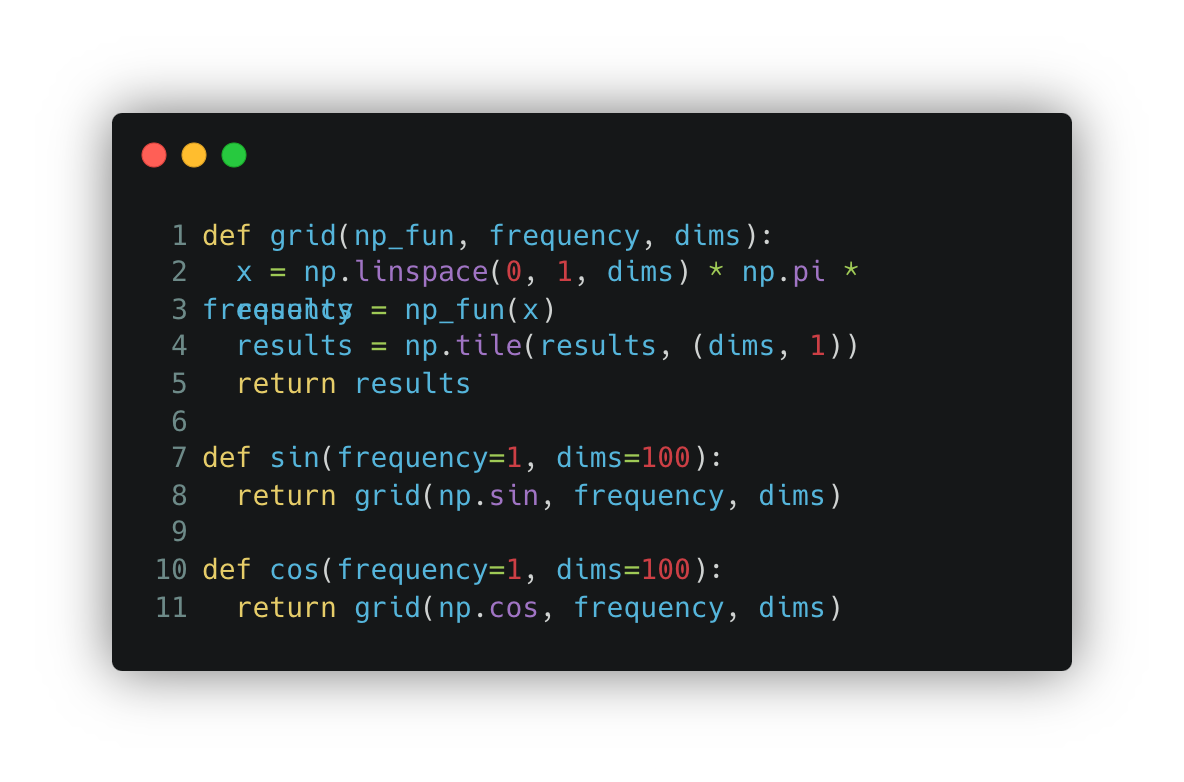 1 def grid(np_fun, frequency, dims):
2   x = np.linspace(0, 1, dims) * np.pi *
frequency
3   results = np_fun(x)
4   results = np.tile(results, (dims, 1))
5   return results
6
7 def sin(frequency=1, dims=100):
8   return grid(np.sin, frequency, dims)
9
10 def cos(frequency=1, dims=100):
11   return grid(np.cos, frequency, dims)